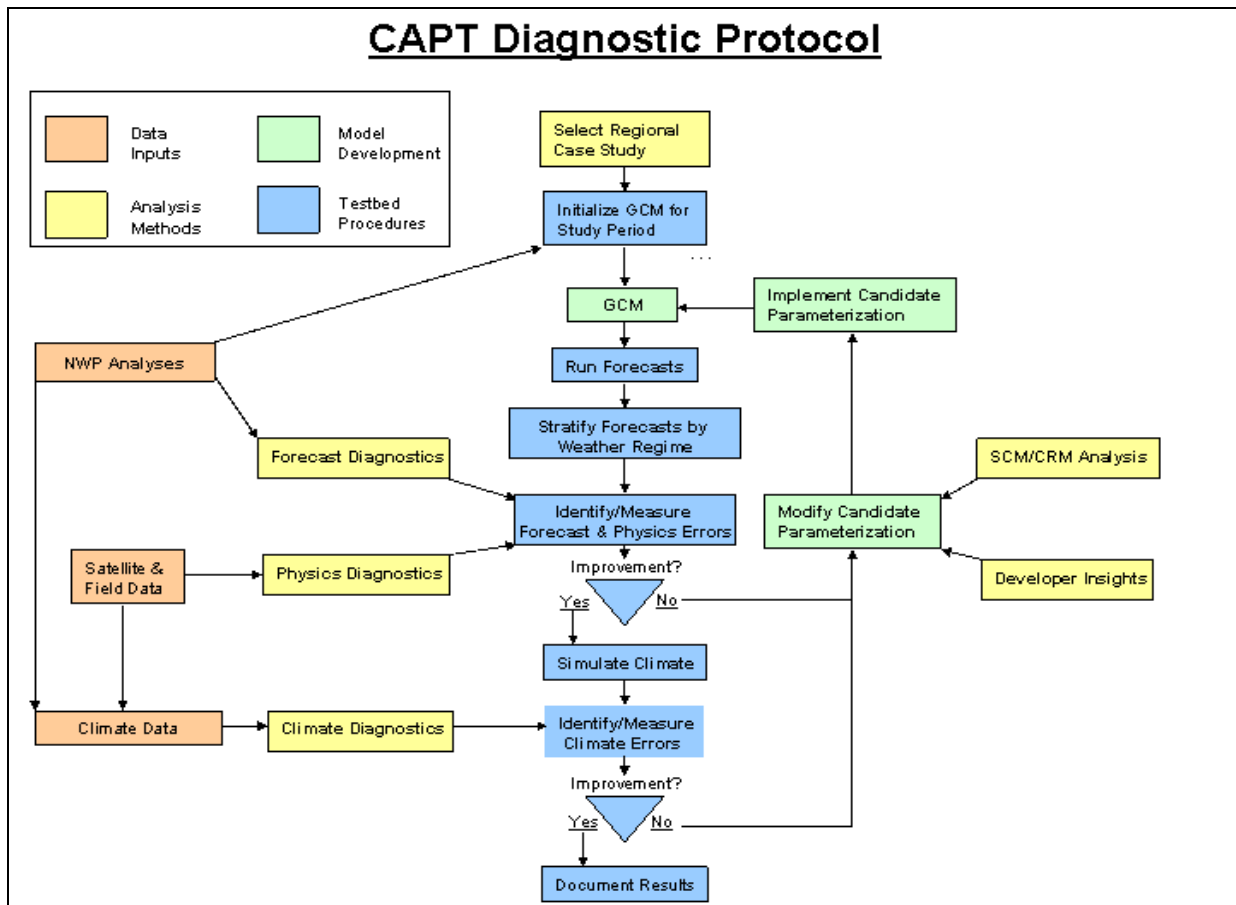 CAPT Diagnostic Protocol
Data
Inputs
Model
Development
Analysis
Methods
Testbed
Procedures
Select Regional
Case Study
Initialize GCM for
Study Period
...
GCM
Implement Candidate
Parameterization
NWP Analyses
Run Forecasts
Stratify Forecasts by
Weather Regime
Forecast Diagnostics
SCM/CRM Analysis
Identify/Measure
Forecast & Physics Errors
Modify Candidate
Parameterization
Satellite &
Field Data
Physics Diagnostics
Improvement?
Yes
No
Developer Insights
Simulate Climate
Climate Data
Climate Diagnostics
Identify/Measure
Climate Errors
Improvement?
Yes
No
Document Results